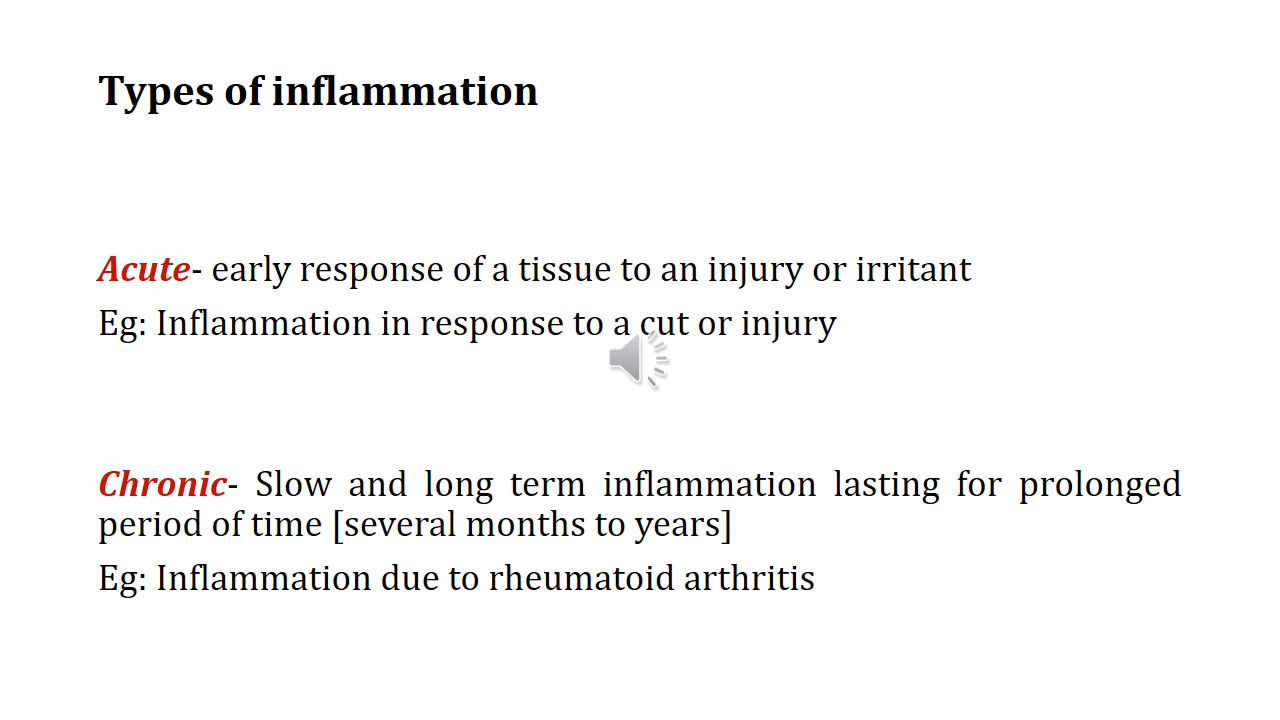 Types of inflammation
Acute- early response of a tissue to an injury or irritant
Eg: Inflammation in response to a cut or injury
Chronic- Slow and long term inflammation lasting for prolonged
period of time [several months to years]
Eg: Inflammation due to rheumatoid arthritis